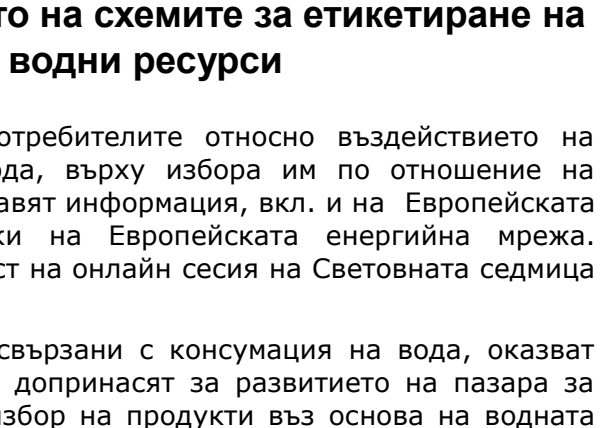 то на схемите за етикетиране на
водни ресурси
отребителите относно въздействието на
ода, върху избора им по отношение на
авят информация, вкл. и на Европейската
ки на Европейската енергийна мрежа.
ст на онлайн сесия на Световната седмица
свързани с консумация на вода, оказват
допринасят за развитието на пазара за
избор на продукти въз основа на водната